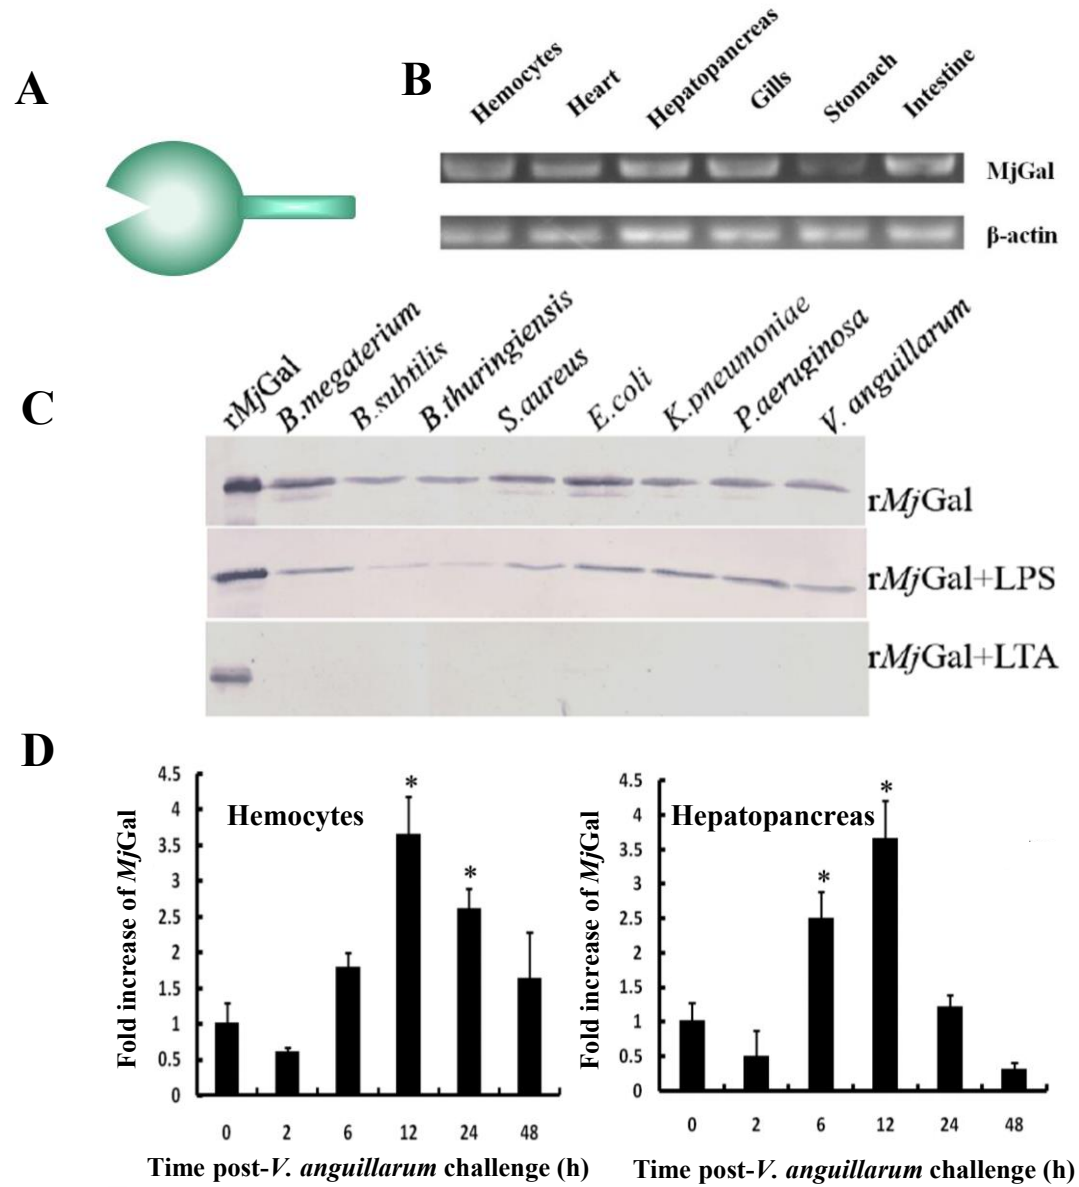 A
B
Hemocytes Heart Hepatopancreas Gills Stomach Intestine
MjGal
β-actin
C
rMjGal B.megaterium B.subtilis B.thuringiensis S.aureus E.coli K.pneumoniae P.aeruginosa V. anguillarum
rMjGal
rMjGal+LPS
rMjGal+LTA
D
Fold increase of MjGal
4.5
4
3.5
3
2.5
2
1.5
1
0.5
0
Hemocytes
*
*
0 2 6 12 24 48
Time post-V. anguillarum challenge (h)
Fold increase of MjGal
4.5
4
3.5
3
2.5
2
1.5
1
0.5
0
Hepatopancreas
*
*
0 2 6 12 24 48
Time post-V. anguillarum challenge (h)